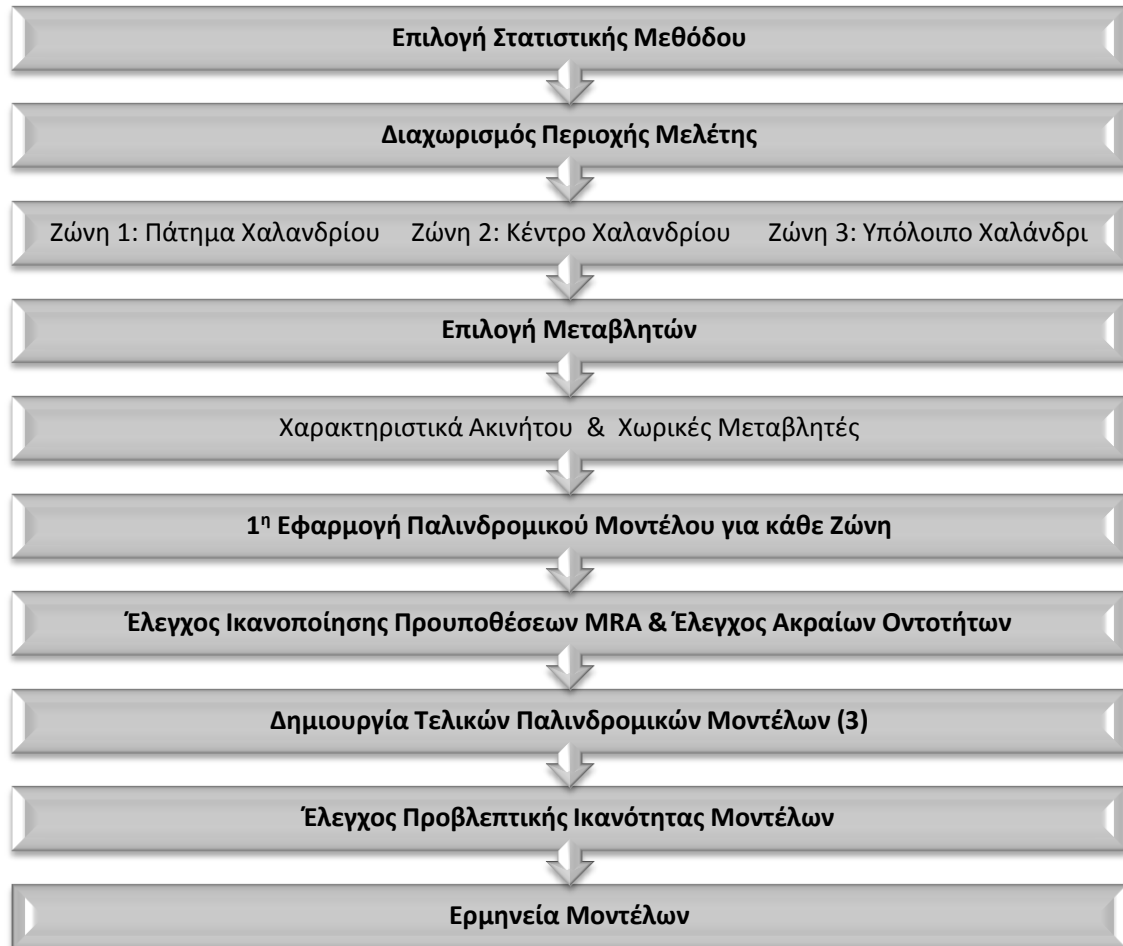 Επιλογή Στατιστικής Μεθόδου
Διαχωρισμός Περιοχής Μελέτης
Ζώνη 1: Πάτημα Χαλανδρίου Ζώνη 2: Κέντρο Χαλανδρίου Ζώνη 3: Υπόλοιπο Χαλάνδρι
Επιλογή Μεταβλητών
Χαρακτηριστικά Ακινήτου & Χωρικές Μεταβλητές
1η Εφαρμογή Παλινδρομικού Μοντέλου για κάθε Ζώνη
Έλεγχος Ικανοποίησης Προυποθέσεων MRA & Έλεγχος Ακραίων Οντοτήτων
Δημιουργία Τελικών Παλινδρομικών Μοντέλων (3)
Έλεγχος Προβλεπτικής Ικανότητας Μοντέλων
Ερμηνεία Μοντέλων